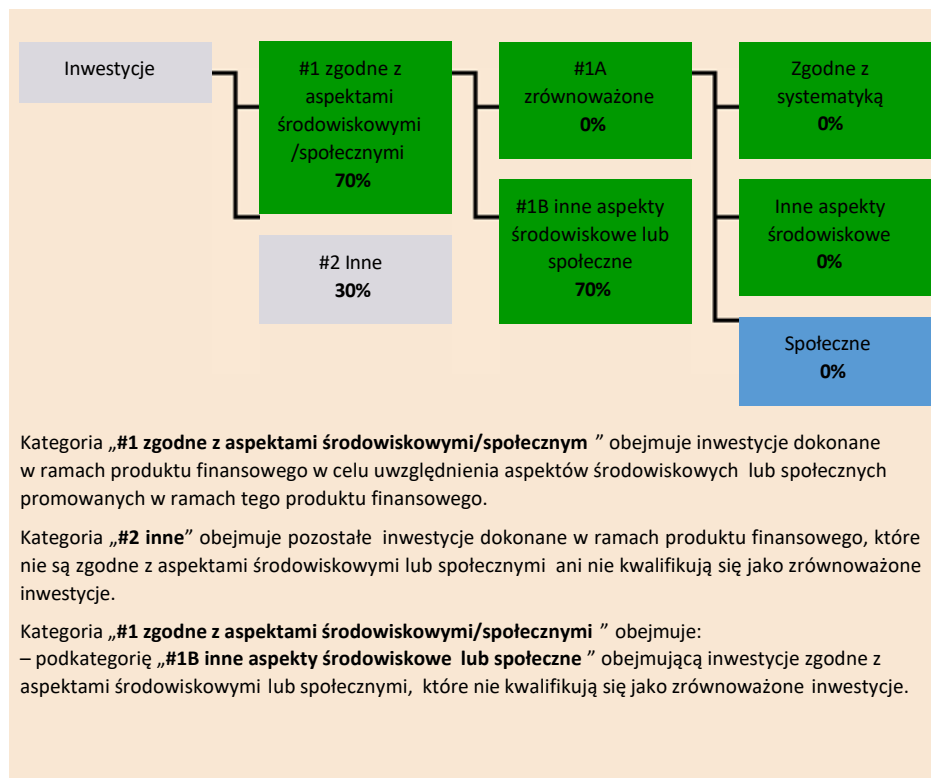 Inwestycje
#1 zgodne z
aspektami
środowiskowymi
/społecznymi
70%
#2 Inne
30%
#1A
zrównoważone
0%
#1B inne aspekty
środowiskowe lub
społeczne
70%
Zgodne z
systematyką
0%
Inne aspekty
środowiskowe
0%
Społeczne
0%
Kategoria „#1 zgodne z aspektami środowiskowymi/społecznym ” obejmuje inwestycje dokonane
w ramach produktu finansowego w celu uwzględnienia aspektów środowiskowych lub społecznych
promowanych w ramach tego produktu finansowego.
Kategoria „#2 inne” obejmuje pozostałe inwestycje dokonane w ramach produktu finansowego, które
nie są zgodne z aspektami środowiskowymi lub społecznymi ani nie kwalifikują się jako zrównoważone
inwestycje.
Kategoria „#1 zgodne z aspektami środowiskowymi/społecznymi ” obejmuje:
– podkategorię „#1B inne aspekty środowiskowe lub społeczne ” obejmującą inwestycje zgodne z
aspektami środowiskowymi lub społecznymi, które nie kwalifikują się jako zrównoważone inwestycje.